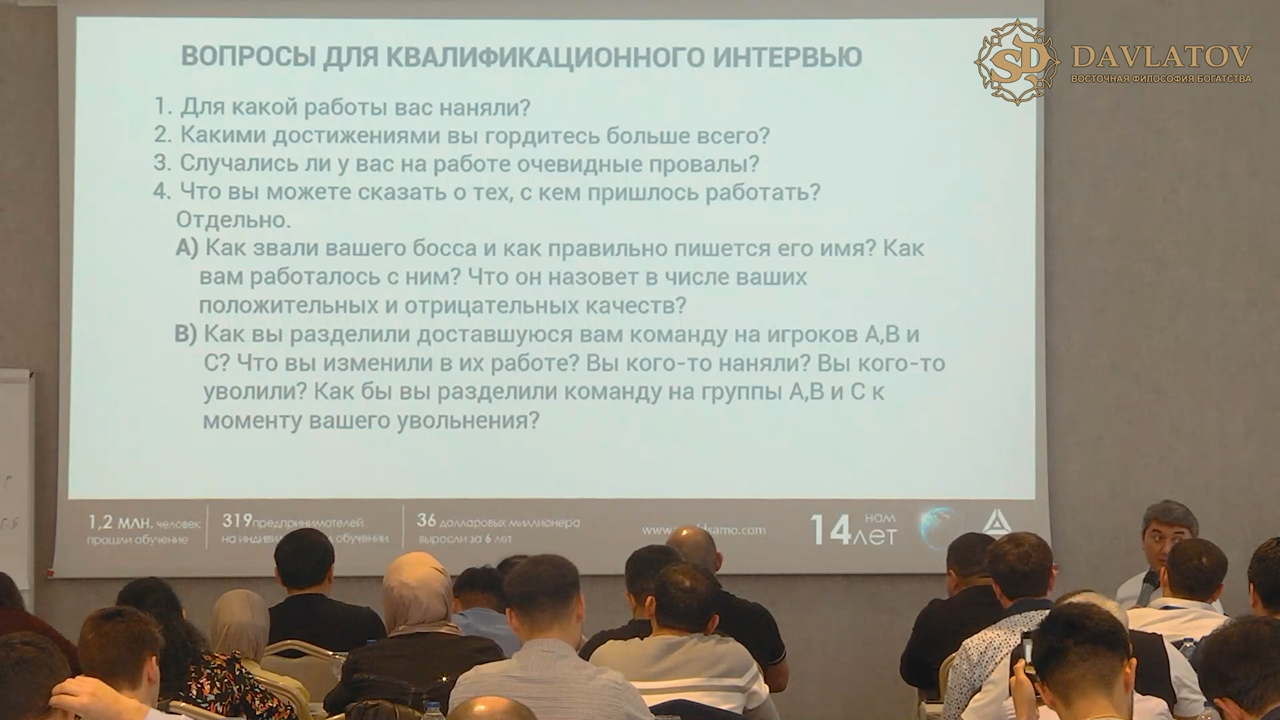 DAVLATOV
ВОСТОЧНАЯ ФИЛОСОФИЯ БОГАТСТВА
ВОПРОСЫ ДЛЯ КВАЛИФИКАЦИОННОГО ИНТЕРВЬЮ
1. Для какой работы вас наняли?
2. Какими достижениями вы гордитесь больше всего?
3. Случались ли у вас на работе очевидные провалы?
4. Что вы можете сказать о тех, с кем пришлось работать?
Отдельно.
А) Как звали вашего босса и как правильно пишется его имя? Как
вам работалось с ним? Что он назовет в числе ваших
положительных и отрицательных качеств?
В) Как вы разделили доставшуюся вам команду на игроков А,В и
С? Что вы изменили в их работе? Вы кого-то наняли? Вы кого-то
уволили? Как бы вы разделили команду на группы А,В и С к
моменту вашего увольнения?
1,2 МЛН. человек
прошли обучение
319 предпринимателей
на обучении
36 долларовых миллионера
выросли за 6 лет
14 нам
лет